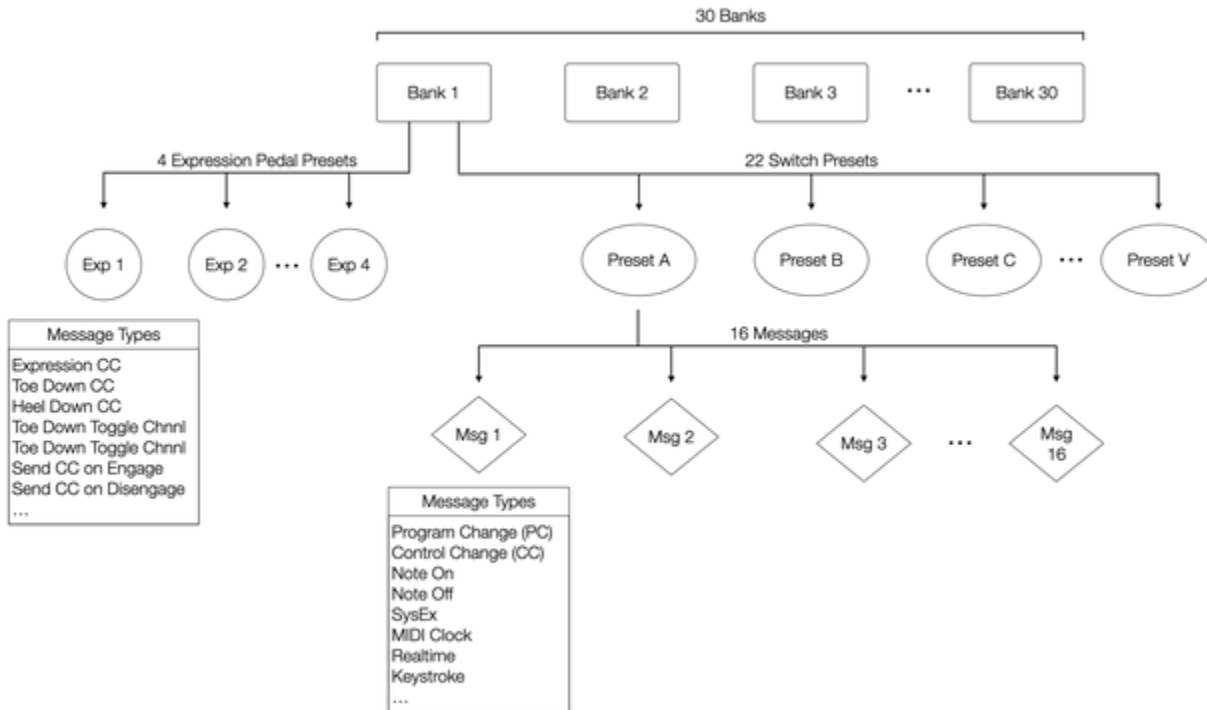 30 Banks
Bank 1
Bank 2
Bank 3
...
Bank 30
4 Expression Pedal Presets
22 Switch Presets
Exp 1
Exp 2
...
Exp 4
Preset A
Preset B
Preset C
...
Preset V
Message Types
Expression CC
Toe Down CC
Heel Down CC
Toe Down Toggle Chnnl
Toe Down Toggle Chnnl
Send CC on Engage
Send CC on Disengage
...
16 Messages
Msg 1
Msg 2
Msg 3
...
Msg
16
Message Types
Program Change (PC)
Control Change (CC)
Note On
Note Off
SysEx
MIDI Clock
Realtime
Keystroke
...